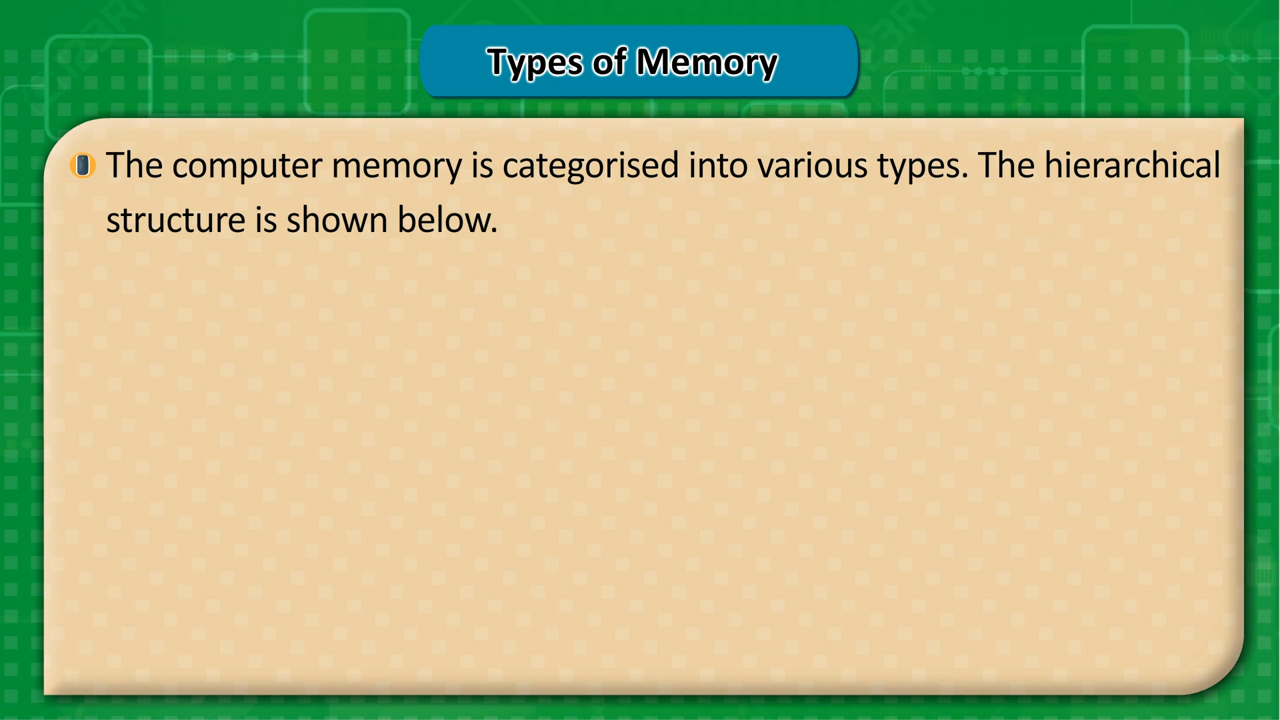 Types of Memory
The computer memory is categorised into various types. The hierarchical
structure is shown below.